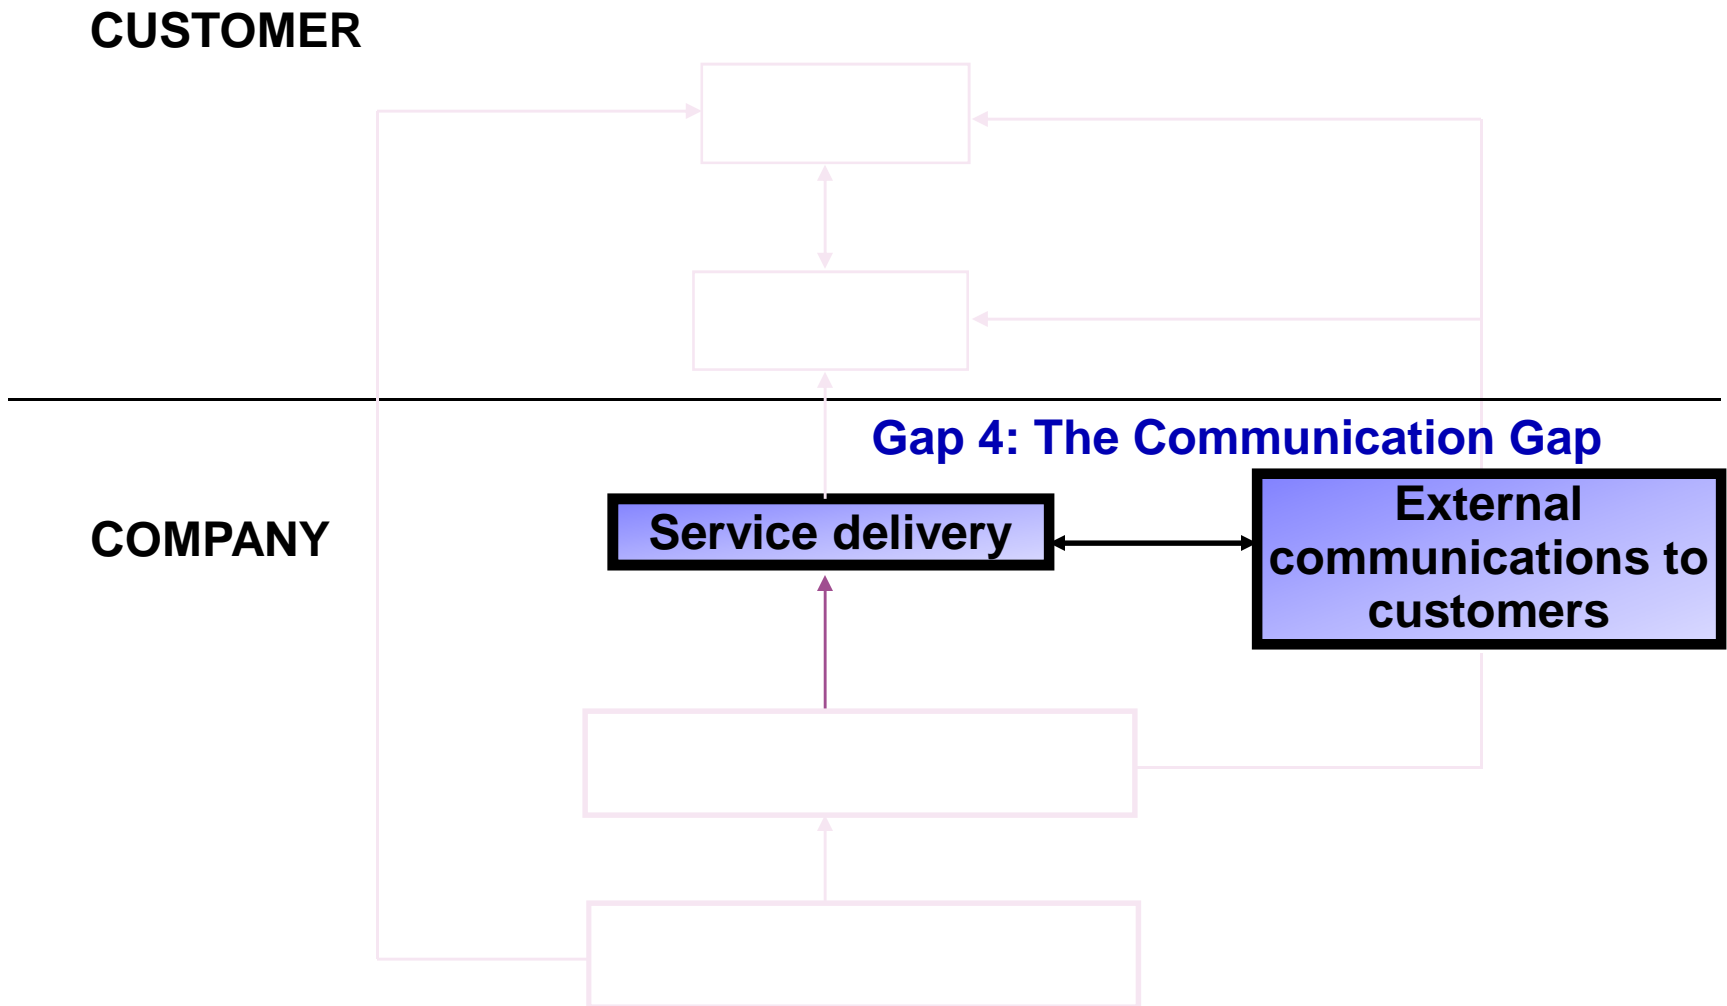 CUSTOMER
Gap 4: The Communication Gap
COMPANY
Service delivery
External
communications to
customers